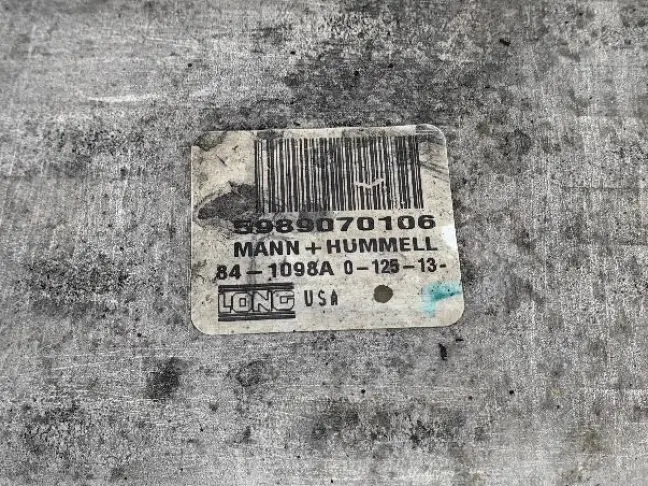 5989070106
MANN + HUMMELL
84-1098A 0-125-13-
LONG USA